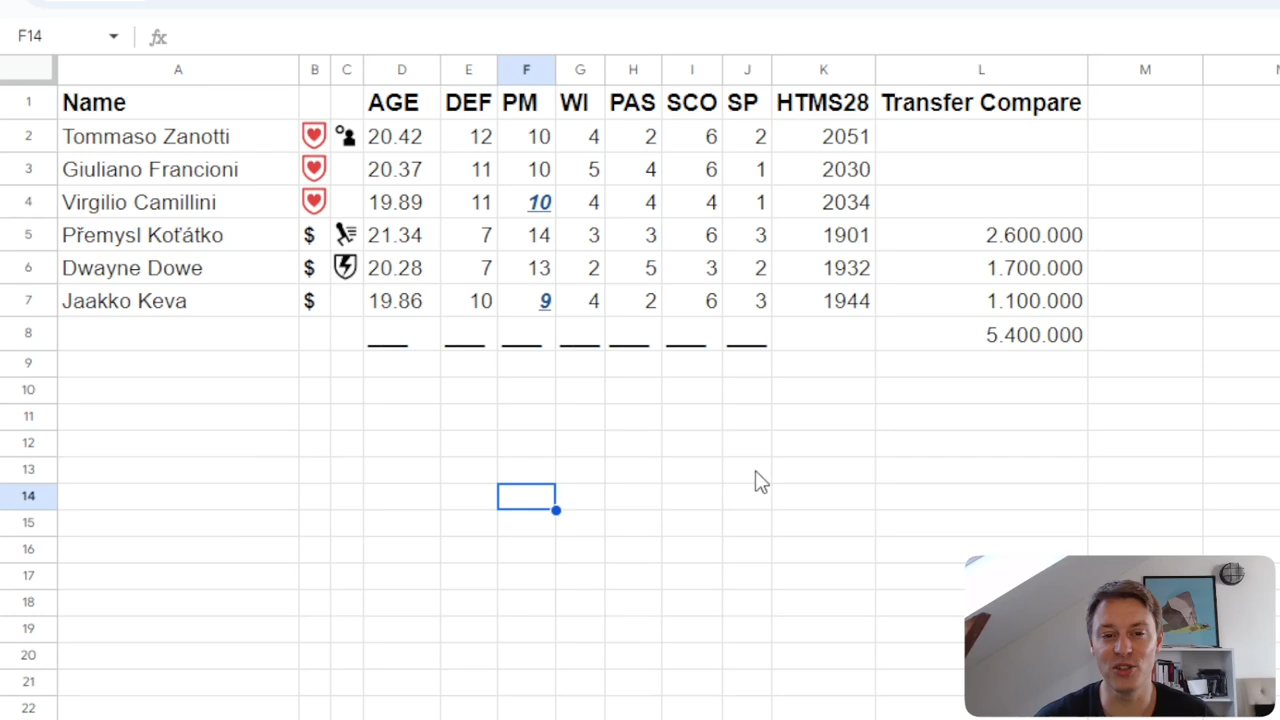 F14 fx
A B C D E F G H I J K L M
1 Name AGE DEF PM WI PAS SCO SP HTMS28 Transfer Compare
2 Tommaso Zanotti 20.42 12 10 4 2 6 2 2051
3 Giuliano Francioni 20.37 11 10 5 4 6 1 2030
4 Virgilio Camillini 19.89 11 10 4 4 4 1 2034
5 Přemysl Koťátko $ 21.34 7 14 3 3 6 3 1901 2.600.000
6 Dwayne Dowe $ 20.28 7 13 2 5 3 2 1932 1.700.000
7 Jaakko Keva $ 19.86 10 9 4 2 6 3 1944 1.100.000
8 5.400.000
9
10
11
12
13
14
15
16
17
18
19
20
21
22